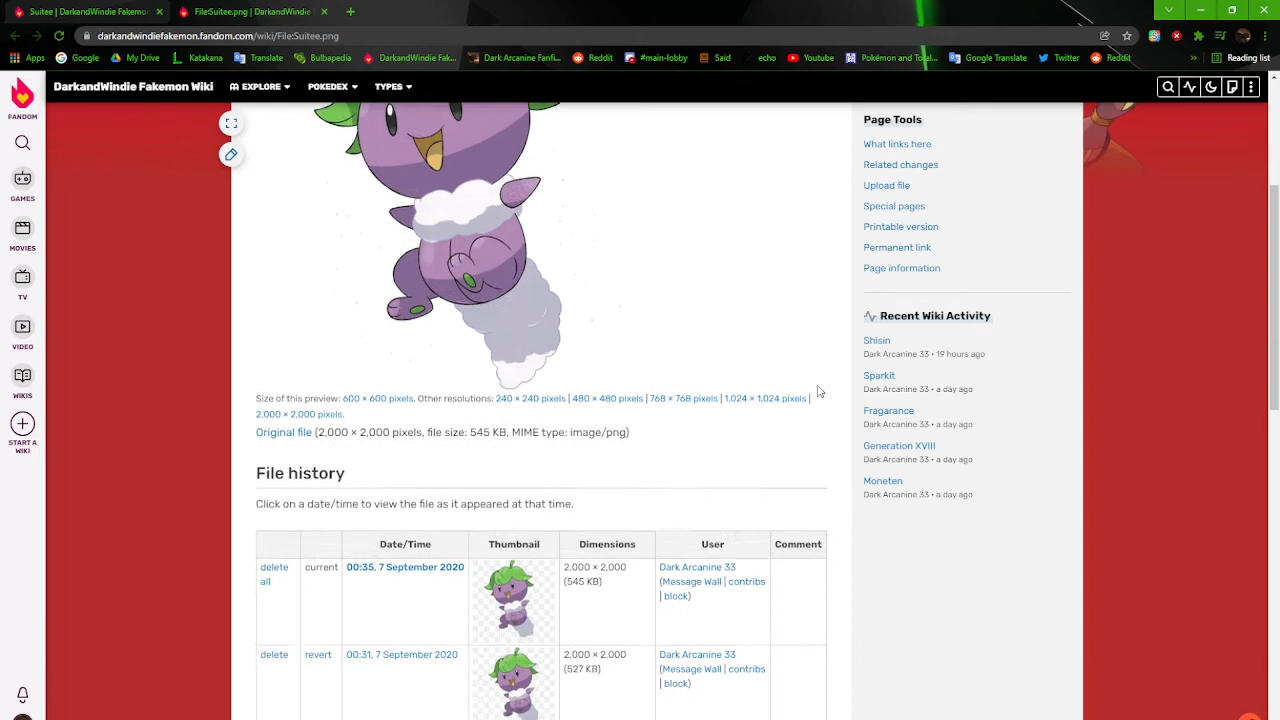 Suitee | DarkandWindie Fakemon
FileSuitee.png | DarkandWindie
darkwindiefakemon.fandom.com/wiki/FileSuitee.png
Apps Google My Drive Katakana Translate Bulbapedia DarkandWindie Fak... Dark Arcanine Fanfi... Reddit #main-lobby Said echo Youtube Pokémon and Total... Google Translate Twitter Reddit Reading list
DarkandWindie Fakemon Wiki EXPLORE POKEDEX TYPES
FANDOM
GAMES
MOVIES
TV
VIDEO
WIKIS
START A
WIKI
Size of this preview: 600 × 600 pixels. Other resolutions: 240 × 240 pixels | 480 × 480 pixels | 768 × 768 pixels | 1,024 × 1,024 pixels |
2,000 × 2,000 pixels.
Original file (2,000 × 2,000 pixels, file size: 545 KB, MIME type: image/png)
File history
Click on a date/time to view the file as it appeared at that time.
Date/Time Thumbnail Dimensions User Comment
delete
all
current
00:35, 7 September 2020
2,000 × 2,000
(545 KB)
Dark Arcanine 33
(Message Wall | contribs
| block)
delete
revert
00:31, 7 September 2020
2,000 × 2,000
(527 KB)
Dark Arcanine 33
(Message Wall | contribs
| block)
Page Tools
What links here
Related changes
Upload file
Special pages
Printable version
Permanent link
Page information
Recent Wiki Activity
Shisin
Dark Arcanine 33 • 19 hours ago
Sparkit
Dark Arcanine 33 • a day ago
Fragarance
Dark Arcanine 33 • a day ago
Generation XVIII
Dark Arcanine 33 • a day ago
Moneten
Dark Arcanine 33 • a day ago